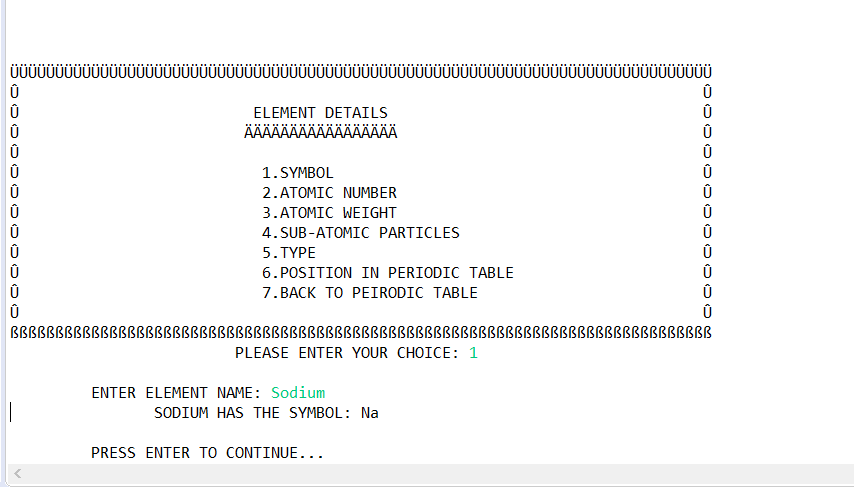 ÜÜÜÜÜÜÜÜÜÜÜÜÜÜÜÜÜÜÜÜÜÜÜÜÜÜÜÜÜÜÜÜÜÜÜÜÜÜÜÜÜÜÜÜÜÜÜÜÜÜÜÜÜÜÜÜÜÜÜÜÜÜÜÜÜÜÜÜÜÜÜÜÜÜÜÜÜÜ
Û Û
Û ELEMENT DETAILS Û
Û ÄÄÄÄÄÄÄÄÄÄÄÄÄÄÄÄÄ Û
Û Û
Û 1.SYMBOL Û
Û 2.ATOMIC NUMBER Û
Û 3.ATOMIC WEIGHT Û
Û 4.SUB-ATOMIC PARTICLES Û
Û 5.TYPE Û
Û 6.POSITION IN PERIODIC TABLE Û
Û 7.BACK TO PEIRODIC TABLE Û
Û Û
ßßßßßßßßßßßßßßßßßßßßßßßßßßßßßßßßßßßßßßßßßßßßßßßßßßßßßßßßßßßßßßßßßßßßßßßßßßßßßß
PLEASE ENTER YOUR CHOICE: 1
ENTER ELEMENT NAME: Sodium
SODIUM HAS THE SYMBOL: Na
PRESS ENTER TO CONTINUE...